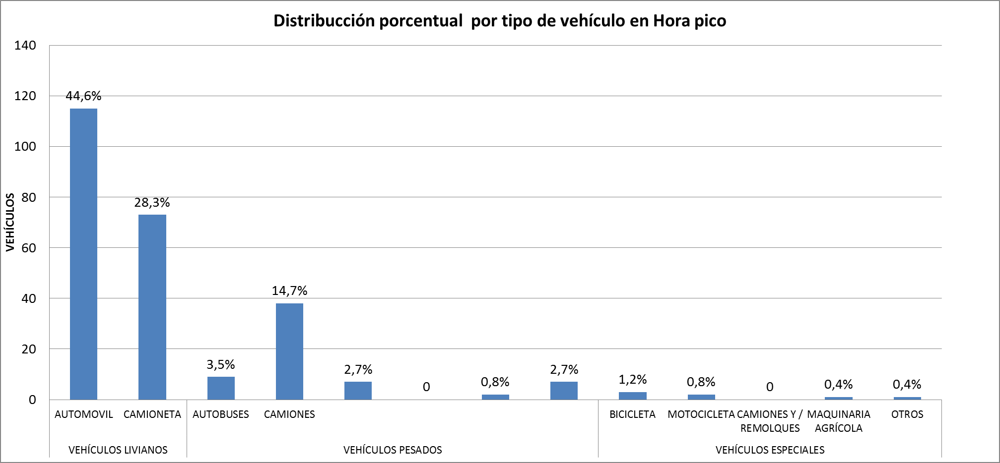 Distribucción porcentual  por tipo de vehículo en Hora pico
VEHÍCULOS
140
120
100
80
60
40
20
0
44,6%
28,3%
3,5%
14,7%
2,7%
0
0,8%
2,7%
1,2%
0,8%
0
0,4%
0,4%
AUTOMOVIL
CAMIONETA
AUTOBUSES
CAMIONES
BICICLETA
MOTOCICLETA
CAMIONES Y /
REMOLQUES
MAQUINARIA
AGRÍCOLA
OTROS
VEHÍCULOS LIVIANOS
VEHÍCULOS PESADOS
VEHÍCULOS ESPECIALES